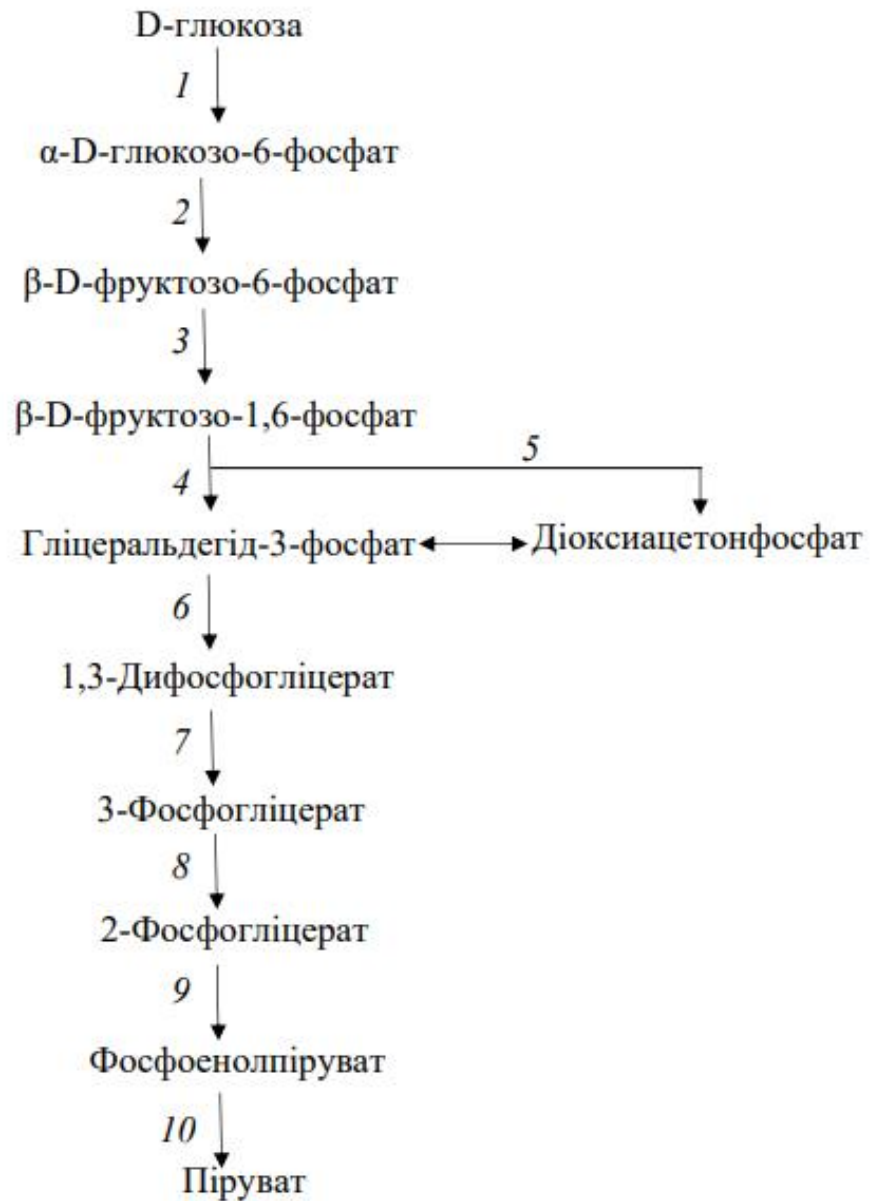 D-глюкоза
1
α-D-глюкозо-6-фосфат
2
β-D-фруктозо-6-фосфат
3
β-D-фруктозо-1,6-фосфат
5
4
Гліцеральдегід-3-фосфат Діоксиацетонфосфат
6
1,3-Дифосфогліцерат
7
3-Фосфогліцерат
8
2-Фосфогліцерат
9
Фосфоенолпіруват
10
Піруват